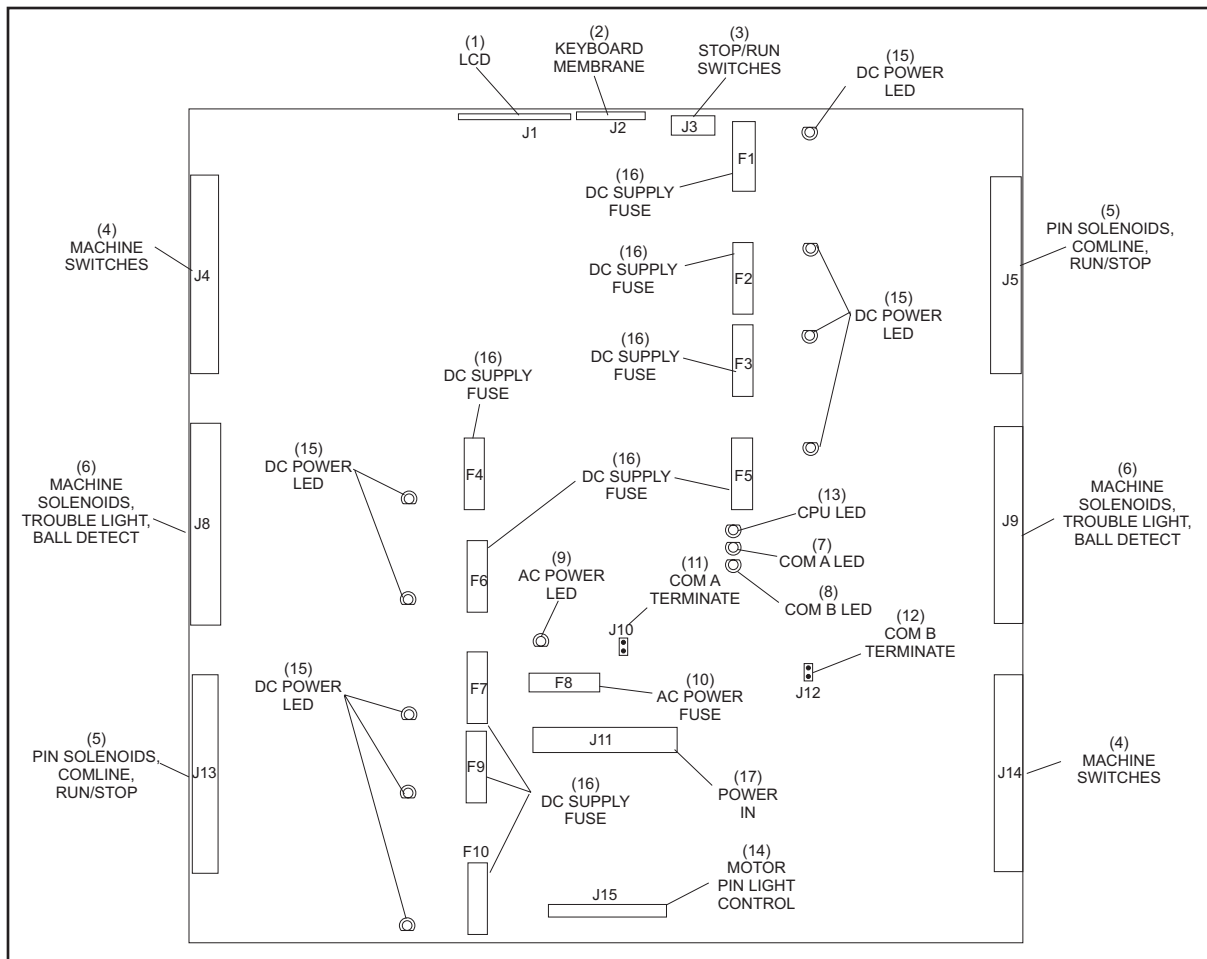 (1)
LCD
(2)
KEYBOARD
MEMBRANE
(3)
STOP/RUN
SWITCHES
(15)
DC POWER
LED
J1
J2
J3
F1
(16)
DC SUPPLY
FUSE
(4)
MACHINE
SWITCHES
J4
(16)
DC SUPPLY
FUSE
F2
(15)
DC POWER
LED
J5
(5)
PIN SOLENOIDS,
COMLINE,
RUN/STOP
(16)
DC SUPPLY
FUSE
F3
(16)
DC SUPPLY
FUSE
F4
(15)
DC POWER
LED
(16)
DC SUPPLY
FUSE
F5
(6)
MACHINE
SOLENOIDS,
TROUBLE LIGHT,
BALL DETECT
J8
(13)
CPU LED
(7)
COM A LED
(8)
COM B LED
J9
(6)
MACHINE
SOLENOIDS,
TROUBLE LIGHT,
BALL DETECT
F6
(9)
AC POWER
LED
(11)
COM A
TERMINATE
J10
(12)
COM B
TERMINATE
J12
(15)
DC POWER
LED
F7
F8
(10)
AC POWER
FUSE
(5)
PIN SOLENOIDS,
COMLINE,
RUN/STOP
J13
F9
J11
J14
(4)
MACHINE
SWITCHES
(16)
DC SUPPLY
FUSE
(17)
POWER
IN
F10
J15
(14)
MOTOR
PIN LIGHT
CONTROL